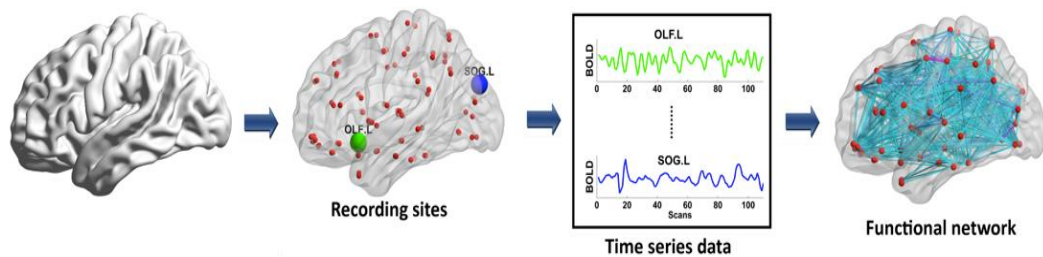 SOG.L
OLF.L
Recording sites
OLF.L
BOLD
0 20 40 60 80 100
SOG.L
BOLD
0 20 40 60 80 100
Scans
Time series data
Functional network